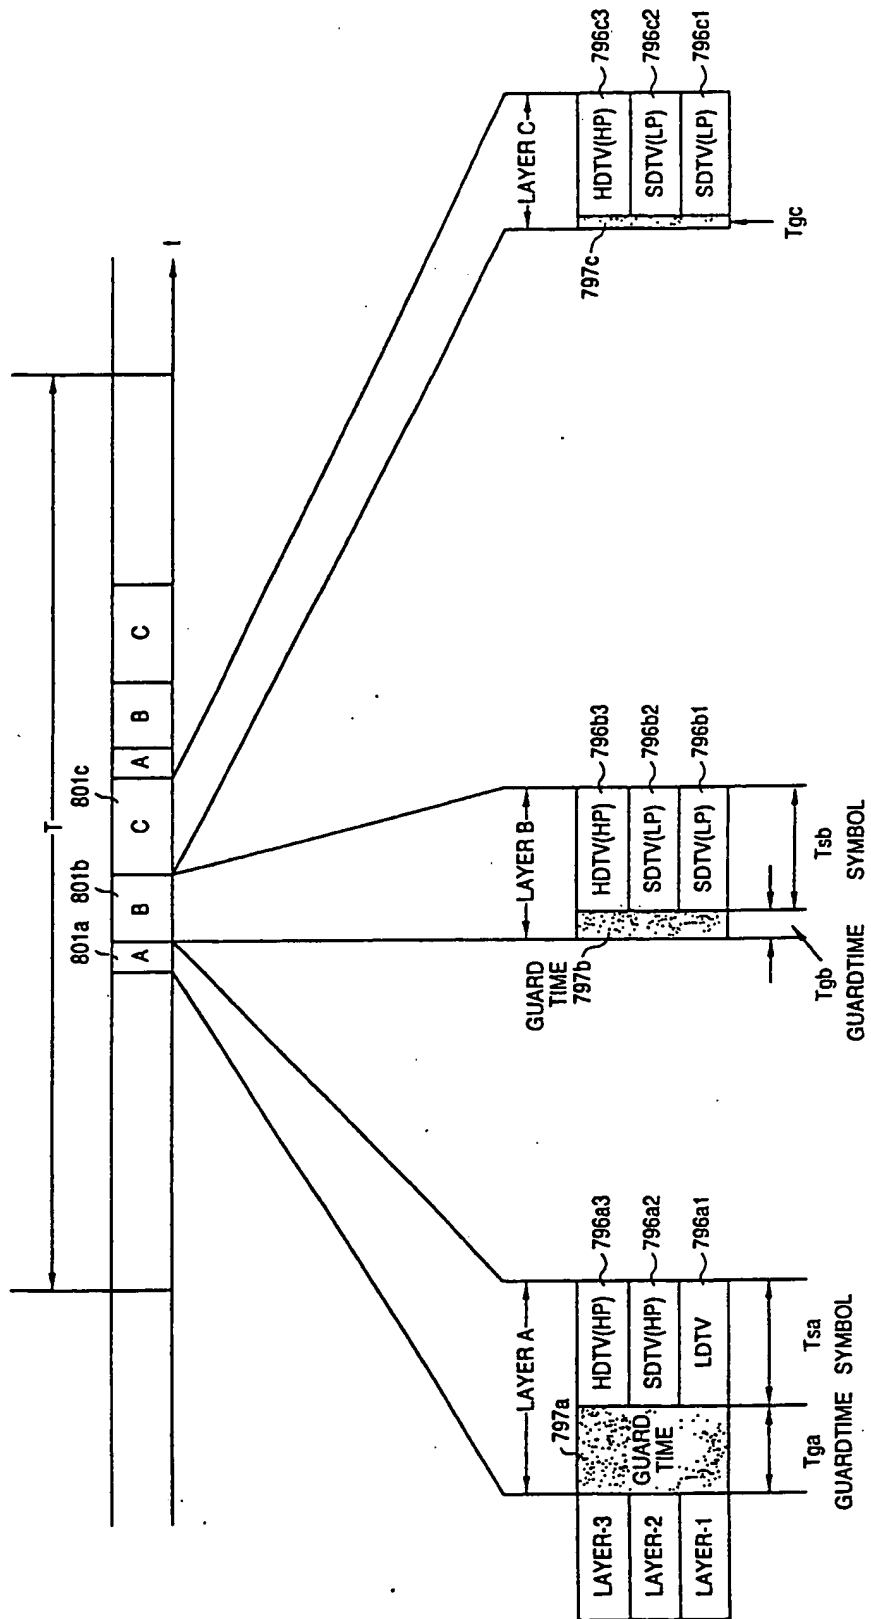 T
801a
801b
801c
A
B
C
A
B
C
t
LAYER A
LAYER B
LAYER C
797a
GUARD
TIME
LAYER-3
LAYER-2
LAYER-1
HDTV(HP)
796a3
SDTV(HP)
796a2
LDTV
796a1
Tga
Tsa
GUARDTIME
SYMBOL
GUARD
TIME
797b
HDTV(HP)
796b3
SDTV(LP)
796b2
SDTV(LP)
796b1
Tgb
Tsb
GUARDTIME
SYMBOL
797c
HDTV(HP)
796c3
SDTV(LP)
796c2
SDTV(LP)
796c1
Tgc